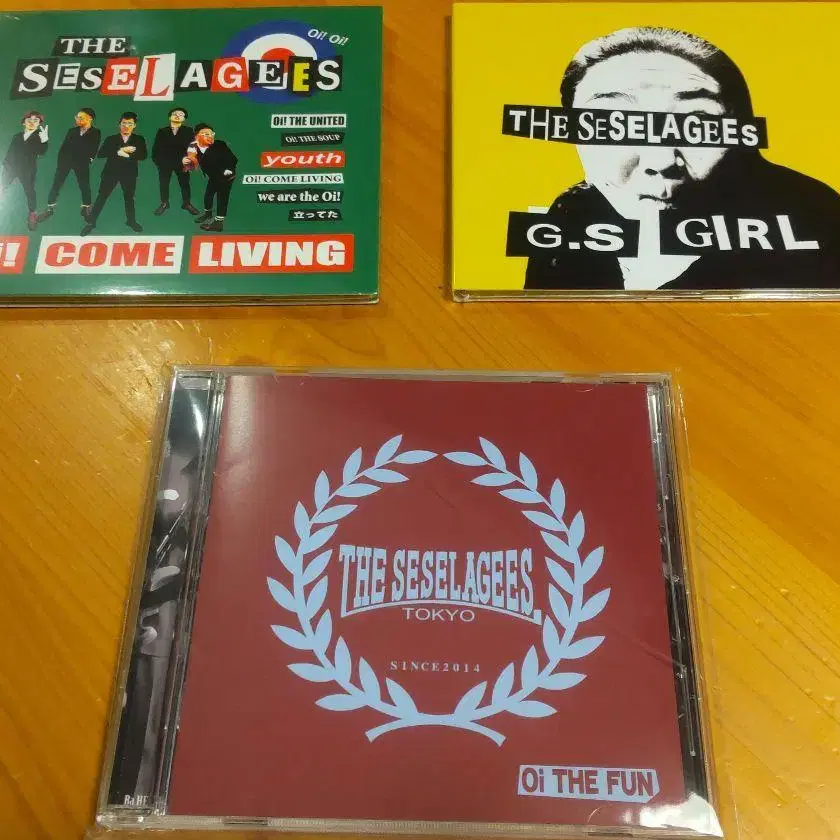 Oi! Oi!
THE
SESELAGEES
Oi! THE UNITED
Oi! THE SOUP
youth
Oi! COME LIVING
we are the Oi!
立ってた
COME LIVING
THE SESELAGEES
G.S GIRL
THE SESELAGEES
TOKYO
SINCE2014
Oi THE FUN